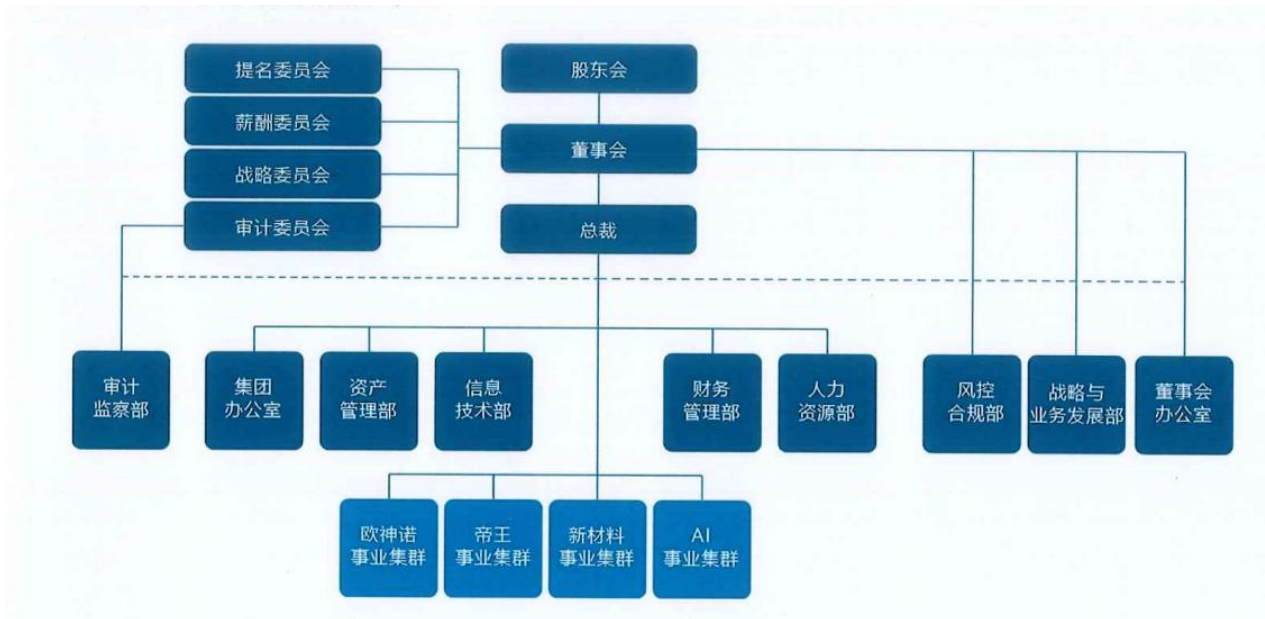 提名委员会
股东会
薪酬委员会
董事会
战略委员会
审计委员会
总裁
审计
监察部
集团
办公室
资产
管理部
信息
技术部
财务
管理部
人力
资源部
风控
合规部
战略与
业务发展部
董事会
办公室
欧神诺
事业集群
帝王
事业集群
新材料
事业集群
AI
事业集群